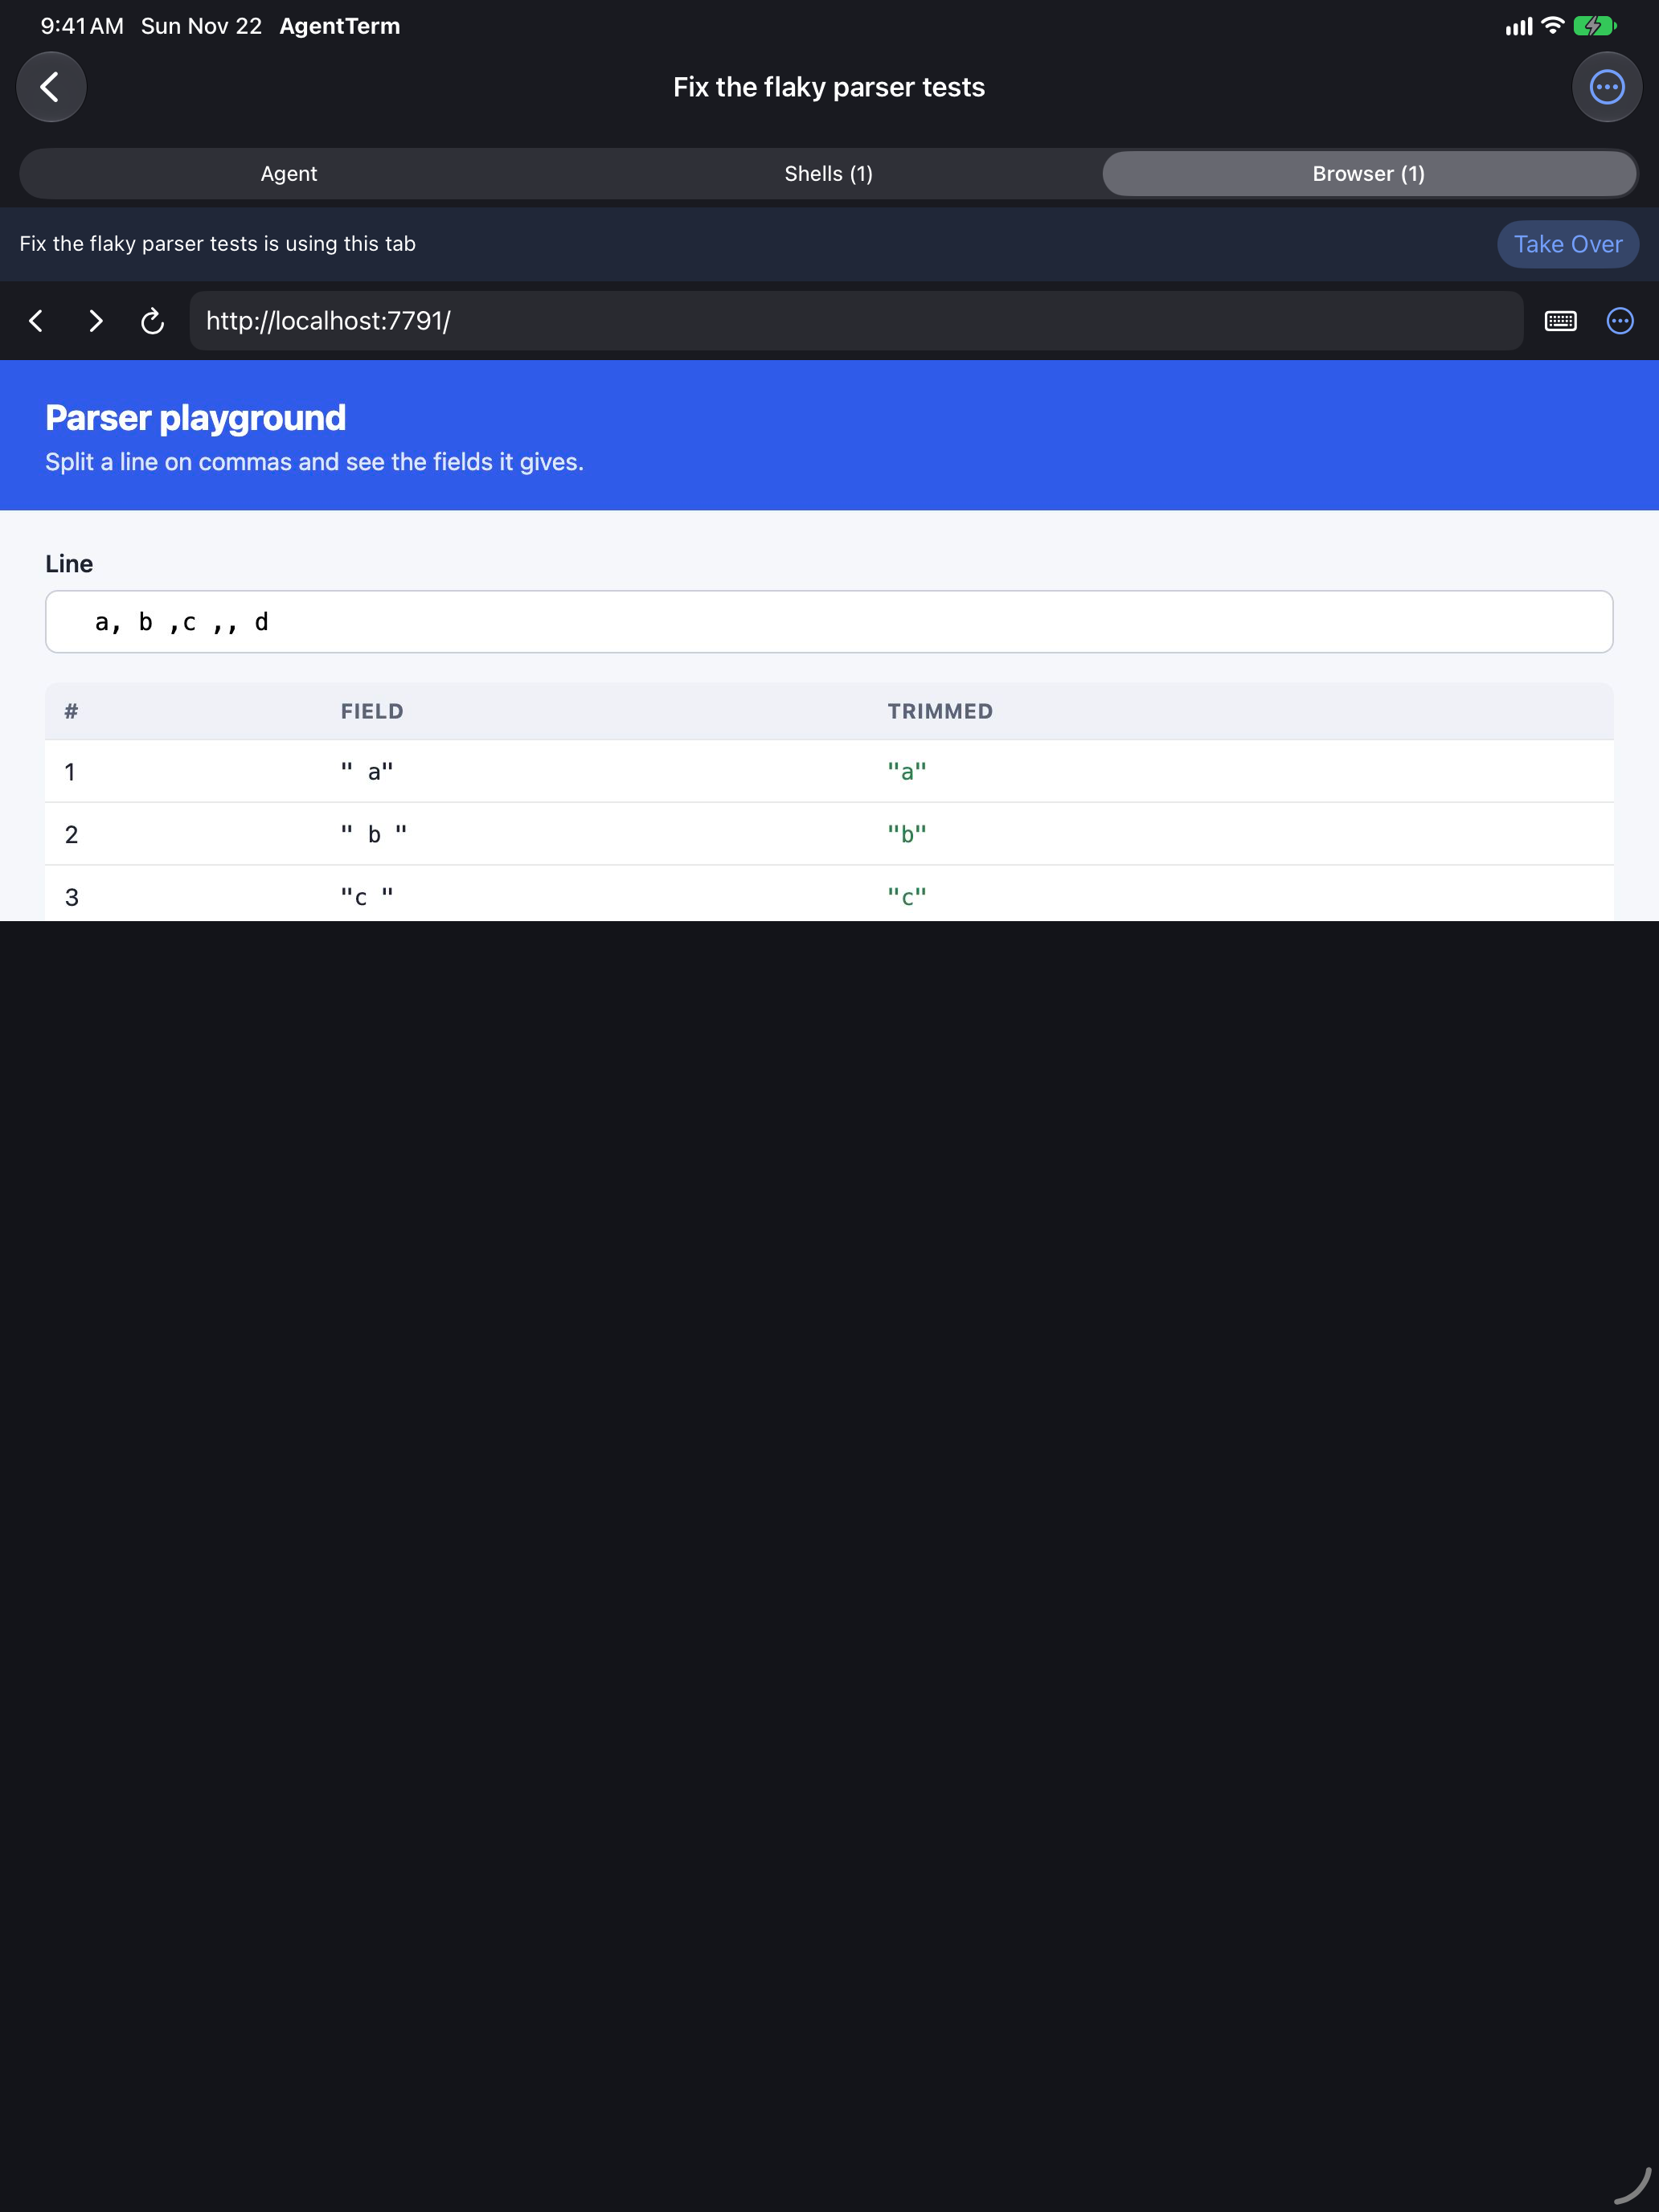 9:41 AM Sun Nov 22 AgentTerm
Fix the flaky parser tests
Agent Shells (1) Browser (1)
Fix the flaky parser tests is using this tab Take Over
http://localhost:7791/
Parser playground
Split a line on commas and see the fields it gives.
Line
a, b ,c ,, d
# FIELD TRIMMED
1 " a" "a"
2 " b " "b"
3 "c " "c"